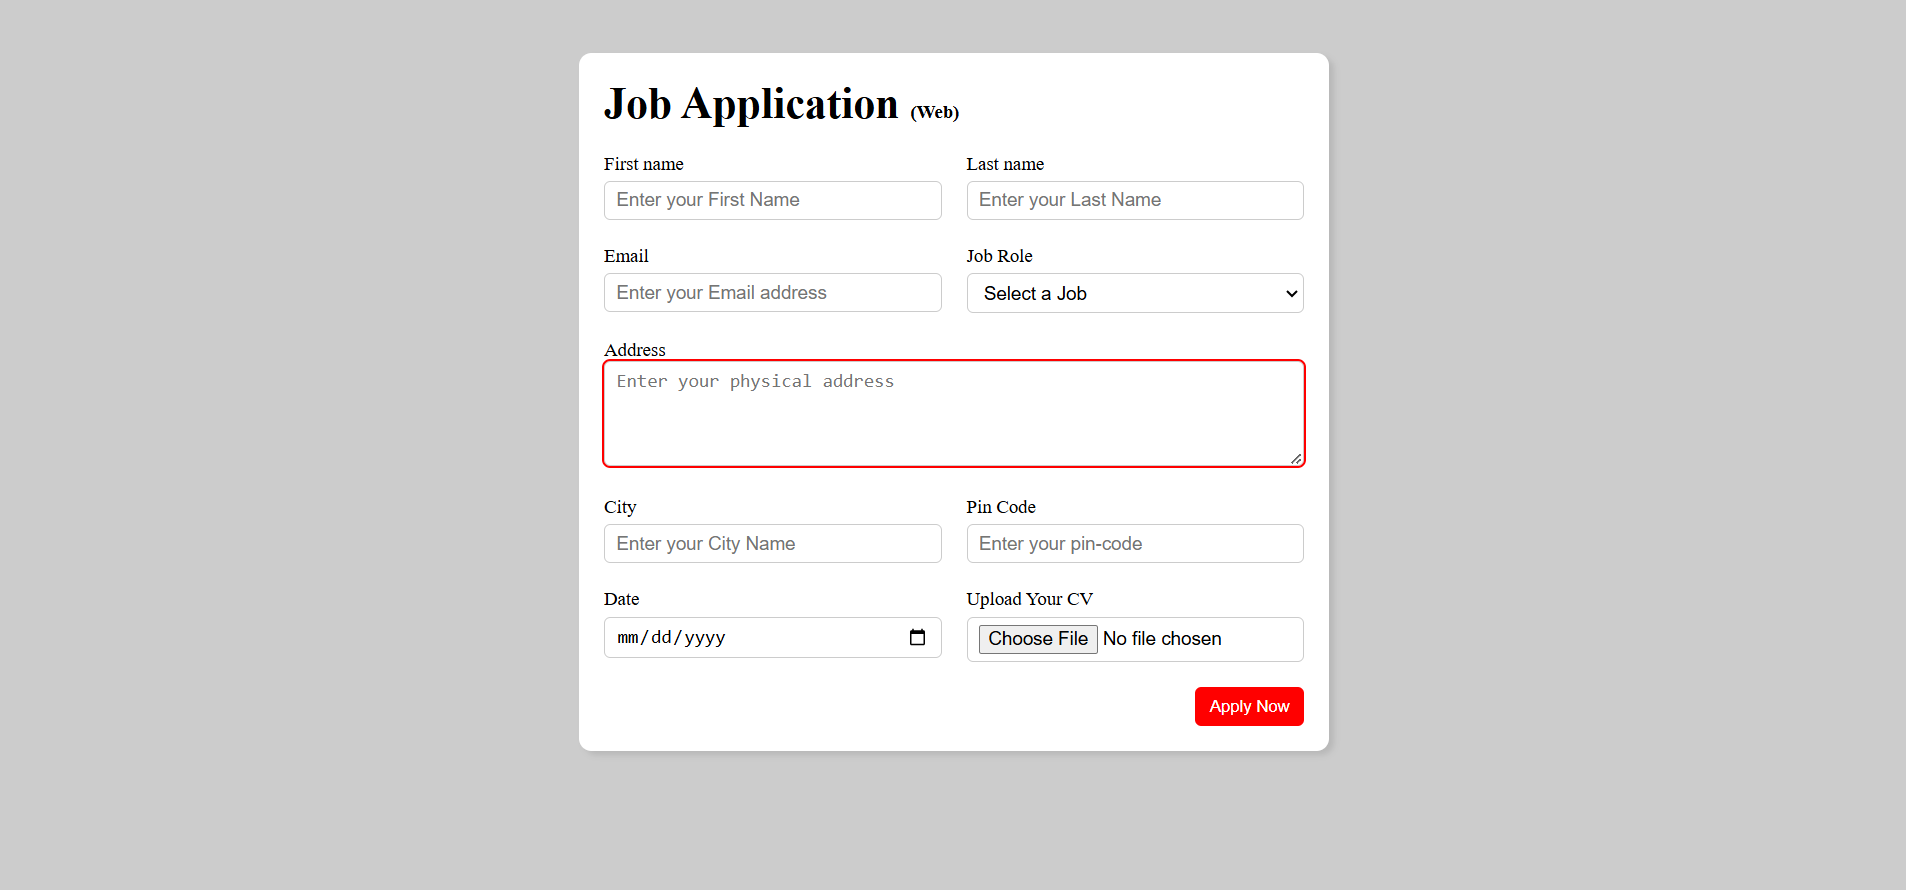 Job Application (Web)
First name
Last name
Enter your First Name
Enter your Last Name
Email
Job Role
Enter your Email address
Select a Job
Address
Enter your physical address
City
Pin Code
Enter your City Name
Enter your pin-code
Date
Upload Your CV
mm/dd/yyyy
Choose File No file chosen
Apply Now